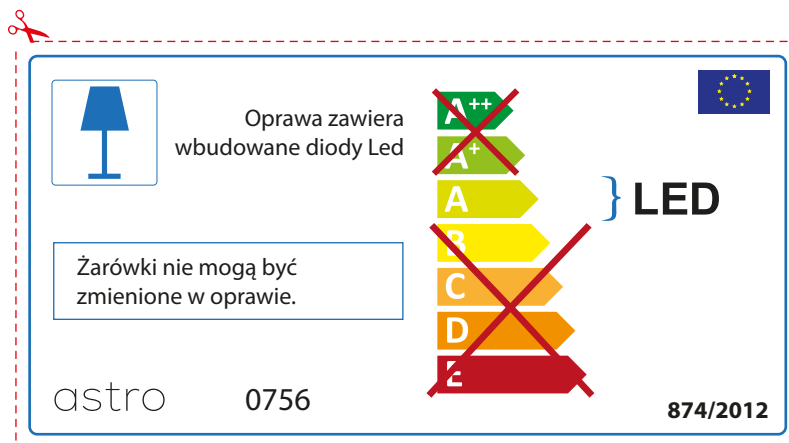 Oprawa zawiera
wbudowane diody Led
A++
A+
A
LED
B
Żarówki nie mogą być
zmienione w oprawie.
C
D
E
astro
0756
874/2012